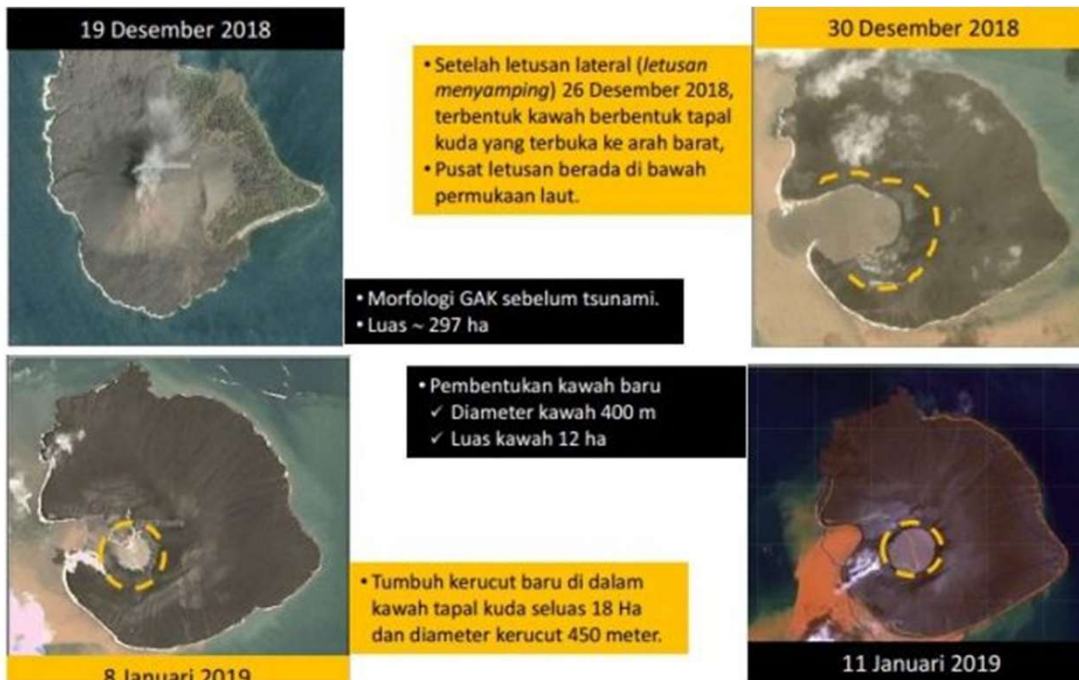 19 Desember 2018
• Setelah letusan lateral (letusan
menyamping) 26 Desember 2018,
terbentuk kawah berbentuk tapal
kuda yang terbuka ke arah barat,
• Pusat letusan berada di bawah
permukaan laut.
30 Desember 2018
• Morfologi GAK sebelum tsunami.
• Luas ~ 297 ha
• Pembentukan kawah baru
✓ Diameter kawah 400 m
✓ Luas kawah 12 ha
• Tumbuh kerucut baru di dalam
kawah tapal kuda seluas 18 Ha
dan diameter kerucut 450 meter.
8 Januari 2019
11 Januari 2019